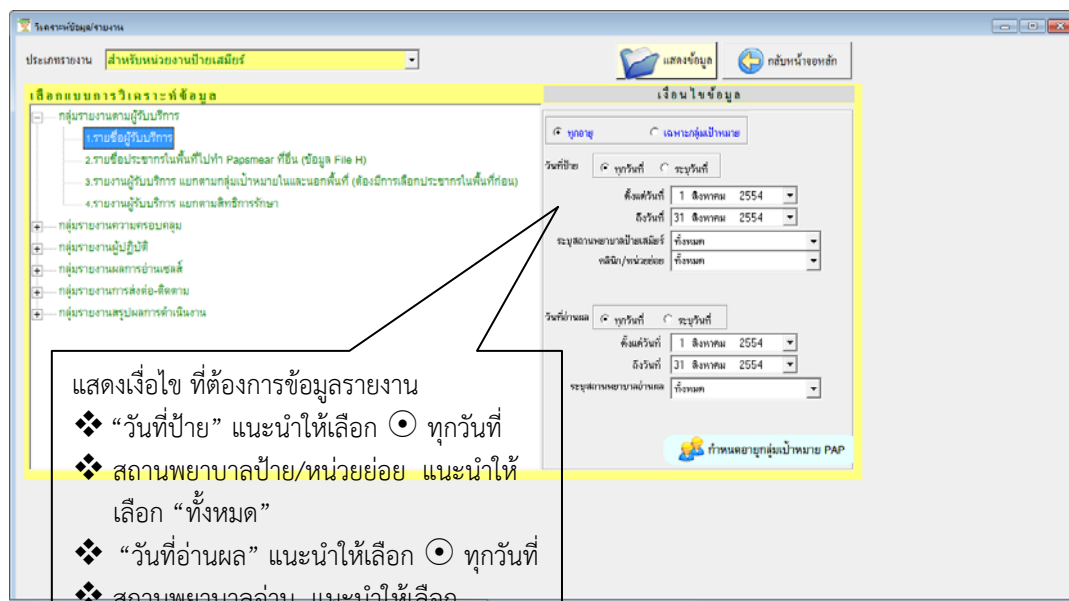 วิเคราะห์ข้อมูล/รายงาน
ประเภทรายงาน สำหรับหน่วยงานป้ายเสมียร์ แสดงข้อมูล กลับหน้าจอหลัก
เลือกแบบการวิเคราะห์ข้อมูล
กลุ่มรายงานตามผู้รับบริการ
1.รายชื่อผู้รับบริการ
2.รายชื่อประชากรในพื้นที่ไปทำ Papsmear ที่อื่น (ข้อมูล File H)
3.รายงานผู้รับบริการ แยกตามกลุ่มเป้าหมายในและนอกพื้นที่ (ต้องมีการเลือกประชากรในพื้นที่ก่อน)
4.รายงานผู้รับบริการ แยกตามสิทธิการรักษา
กลุ่มรายงานความครอบคลุม
กลุ่มรายงานผู้ปฏิบัติ
กลุ่มรายงานผลการอ่านเซลล์
กลุ่มรายงานการส่งต่อ-ติดตาม
กลุ่มรายงานสรุปผลการดำเนินงาน
เงื่อนไขข้อมูล
ทุกอายุ เฉพาะกลุ่มเป้าหมาย
วันที่ป้าย ทุกวันที่ ระบุวันที่
ตั้งแต่วันที่ 1 สิงหาคม 2554
ถึงวันที่ 31 สิงหาคม 2554
ระบุสถานพยาบาลป้ายเสมียร์ ทั้งหมด
คลินิก/หน่วยย่อย ทั้งหมด
วันที่อ่านผล ทุกวันที่ ระบุวันที่
ตั้งแต่วันที่ 1 สิงหาคม 2554
ถึงวันที่ 31 สิงหาคม 2554
ระบุสถานพยาบาลอ่านผล ทั้งหมด
กำหนดอายุกลุ่มเป้าหมาย PAP
แสดงเงื่อไข ที่ต้องการข้อมูลรายงาน
❖ “วันที่ป้าย” แนะนำให้เลือก ☉ ทุกวันที่
❖ สถานพยาบาลป้าย/หน่วยย่อย แนะนำให้
เลือก “ทั้งหมด”
❖ “วันที่อ่านผล” แนะนำให้เลือก ☉ ทุกวันที่
❖ สถานพยาบาลอ่าน แนะนำให้เลือก